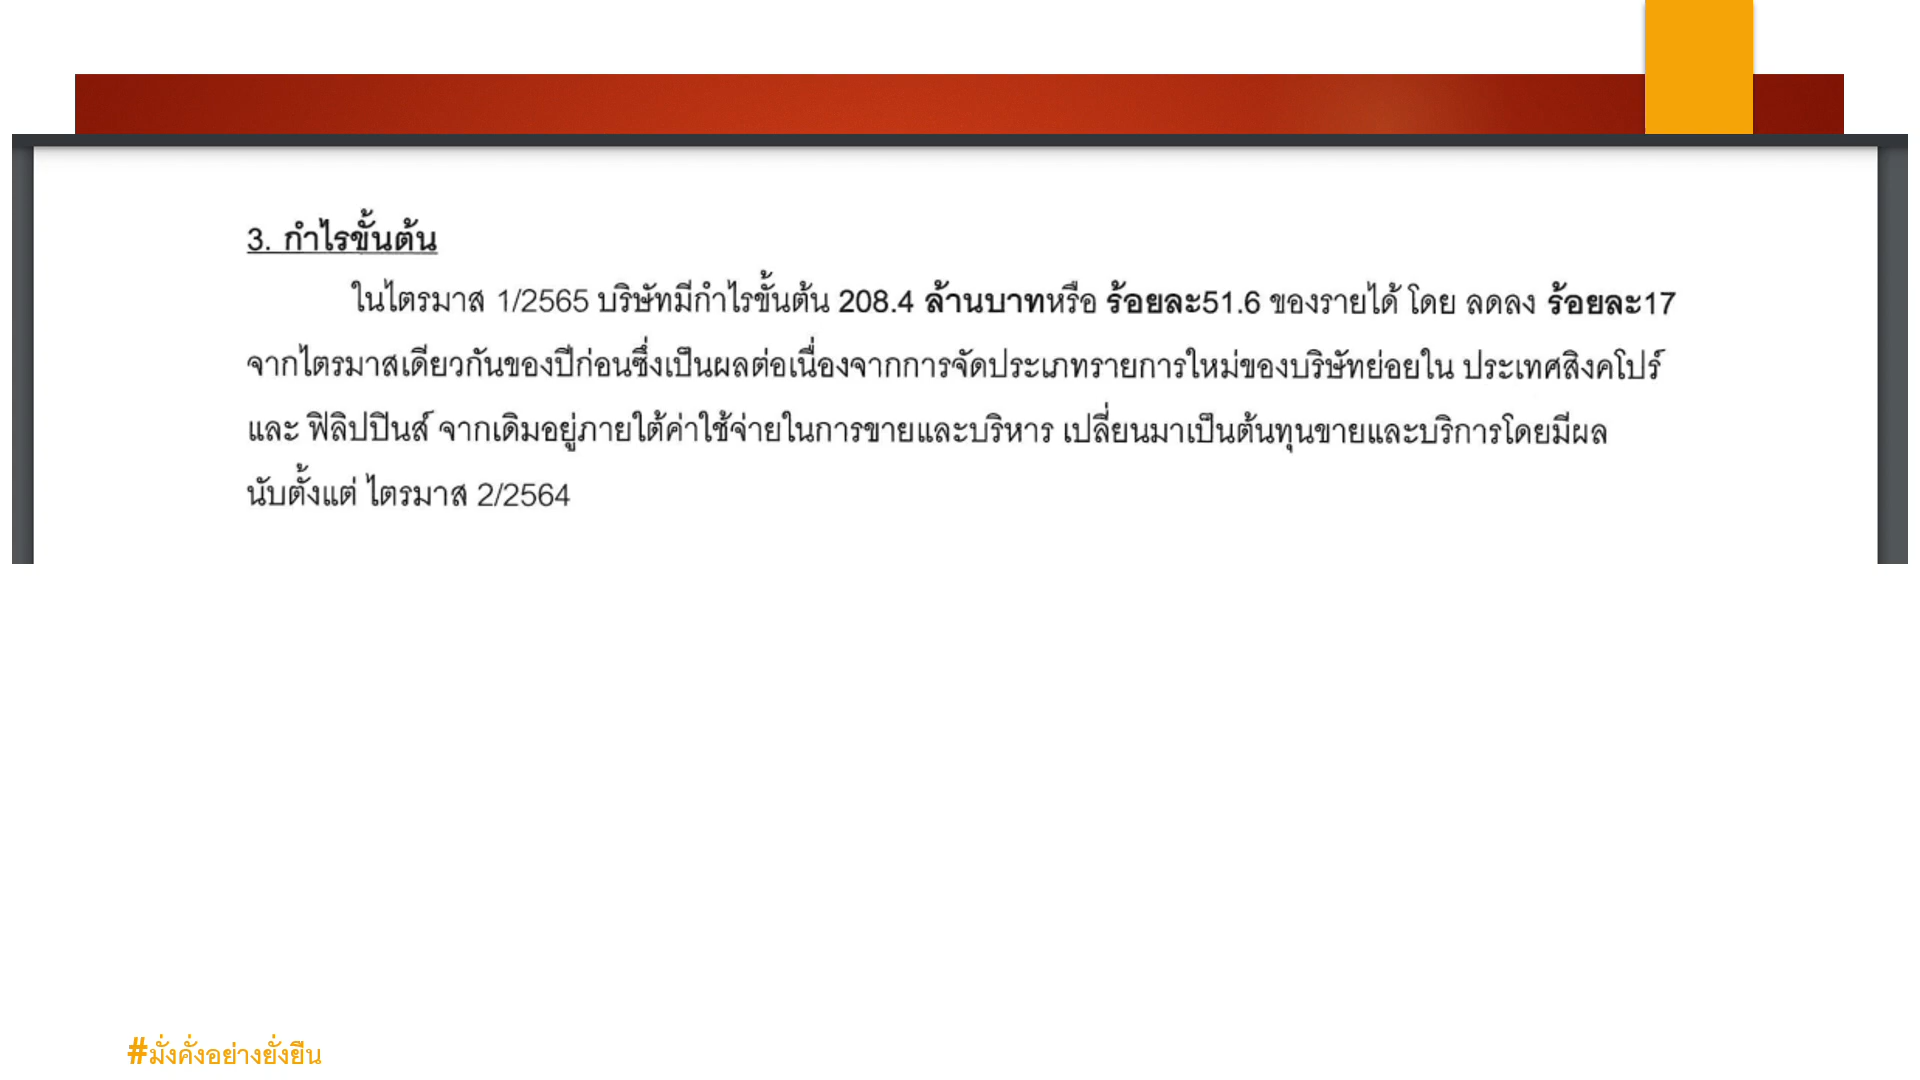 3. กำไรขั้นต้น
ในไตรมาส 1/2565 บริษัทมีกำไรขั้นต้น 208.4 ล้านบาทหรือ ร้อยละ51.6 ของรายได้ โดย ลดลง ร้อยละ17
จากไตรมาสเดียวกันของปีก่อนซึ่งเป็นผลต่อเนื่องจากการจัดประเภทรายการใหม่ของบริษัทย่อยใน ประเทศสิงคโปร์
และ ฟิลิปปินส์ จากเดิมอยู่ภายใต้ค่าใช้จ่ายในการขายและบริหาร เปลี่ยนมาเป็นต้นทุนขายและบริการโดยมีผล
นับตั้งแต่ ไตรมาส 2/2564
#มั่งคั่งอย่างยั่งยืน